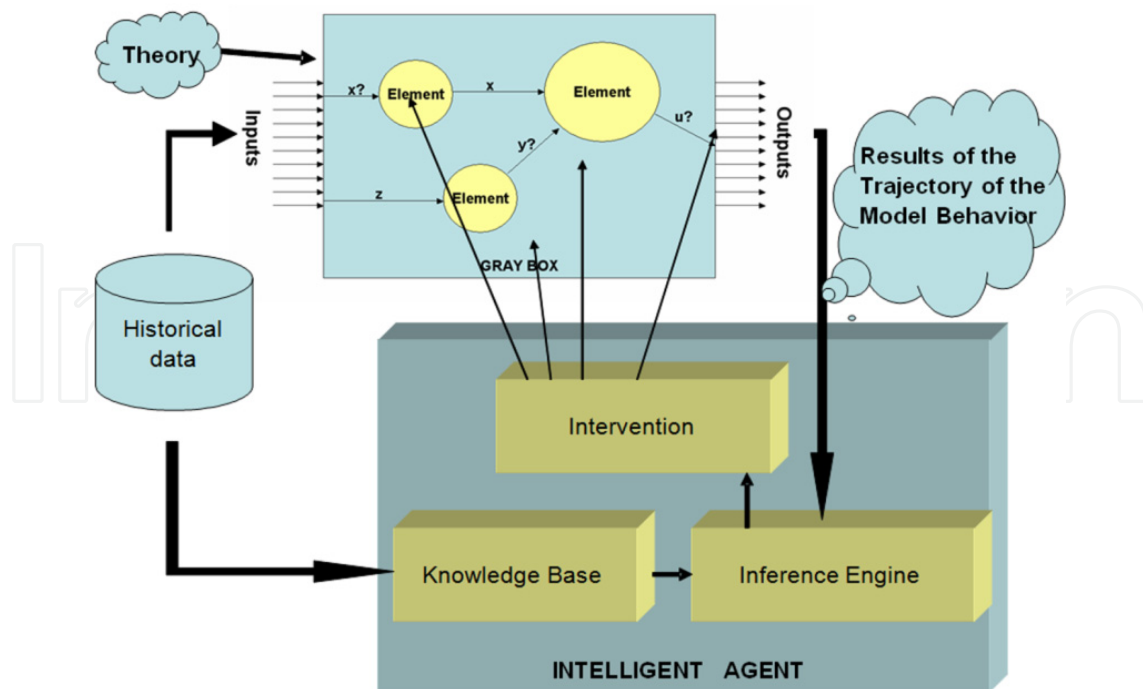 Theory
Inputs
x?
Element
x
Element
y?
u?
z
Element
GRAY BOX
Outputs
Results of the
Trajectory of the
Model Behavior
Historical
data
Intervention
Knowledge Base
Inference Engine
INTELLIGENT AGENT